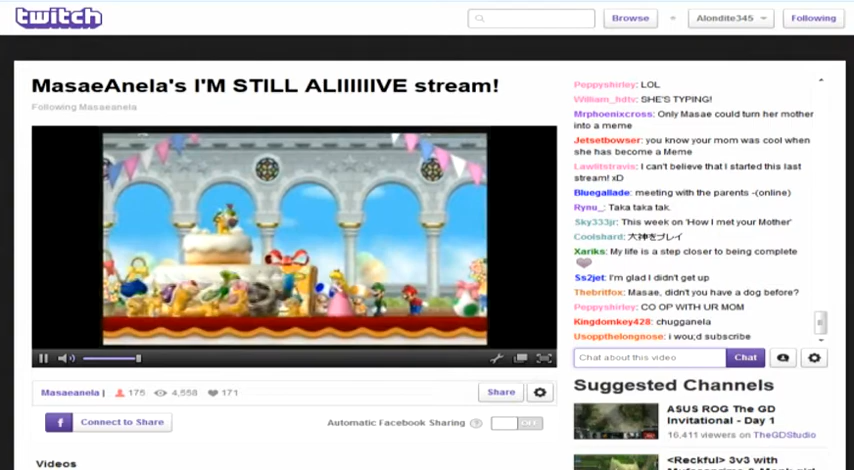 twitch
Browse
Alondite345
Following
MasaeAnela's I'M STILL ALIIIIIIVE stream!
Following Masaeanela
Peppyshirley: LOL
William_hdtv: SHE'S TYPING!
Mrphoenixcross: Only Masae could turn her mother
into a meme
Jetsetbowser: you know your mom was cool when
she has become a Meme
Lawlitstravis: I can't believe that I started this last
stream! xD
Bluegallade: meeting with the parents -(online)
Rynu_: Taka taka tak.
Sky333jr: This week on 'How I met your Mother'
Coolshard: 大神をプレイ
Xariks: My life is a step closer to being complete
Ss2jet: I'm glad I didn't get up
Thebritfox: Masae, didn't you have a dog before?
Peppyshirley: CO OP WITH UR MOM
Kingdomkey428: chugganela
Usoppthelongnose: i wou;d subscribe
Chat about this video
Chat
Masaeanela |
175
4,558
171
Share
f Connect to Share
Automatic Facebook Sharing ?
OFF
Suggested Channels
ASUS ROG The GD
Invitational - Day 1
16,411 viewers on TheGDStudio
<Reckful> 3v3 with
Videos